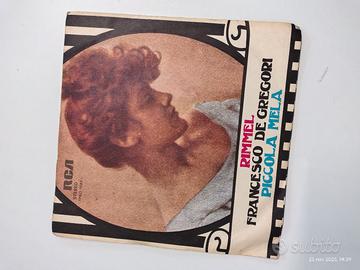 RIMMEL
FRANCESCO DE GREGORI
PICCOLA MELA
RCA
subito